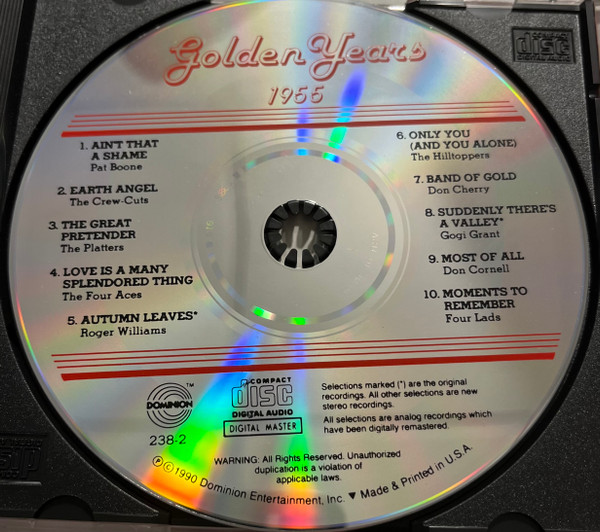 Golden Years
1955
1. AIN'T THAT
A SHAME
Pat Boone
2. EARTH ANGEL
The Crew-Cuts
3. THE GREAT
PRETENDER
The Platters
4. LOVE IS A MANY
SPLENDORED THING
The Four Aces
5. AUTUMN LEAVES*
Roger Williams
6. ONLY YOU
(AND YOU ALONE)
The Hilltoppers
7. BAND OF GOLD
Don Cherry
8. SUDDENLY THERE'S
A VALLEY*
Gogi Grant
9. MOST OF ALL
Don Cornell
10. MOMENTS TO
REMEMBER
Four Lads
DOMINION™
238-2
COMPACT
disc
DIGITAL AUDIO
DIGITAL MASTER
Selections marked (*) are the original
recordings. All other selections are new
stereo recordings.
All selections are analog recordings which
have been digitally remastered.
WARNING: All Rights Reserved. Unauthorized
duplication is a violation of
applicable laws.
℗©1990 Dominion Entertainment, Inc. ▼ Made & Printed in U.S.A.
COMPACT
disc